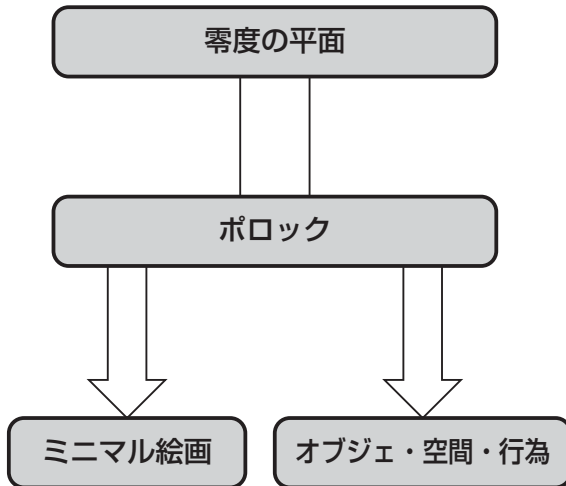 零度の平面
ポロック
ミニマル絵画
オブジェ・空間・行為